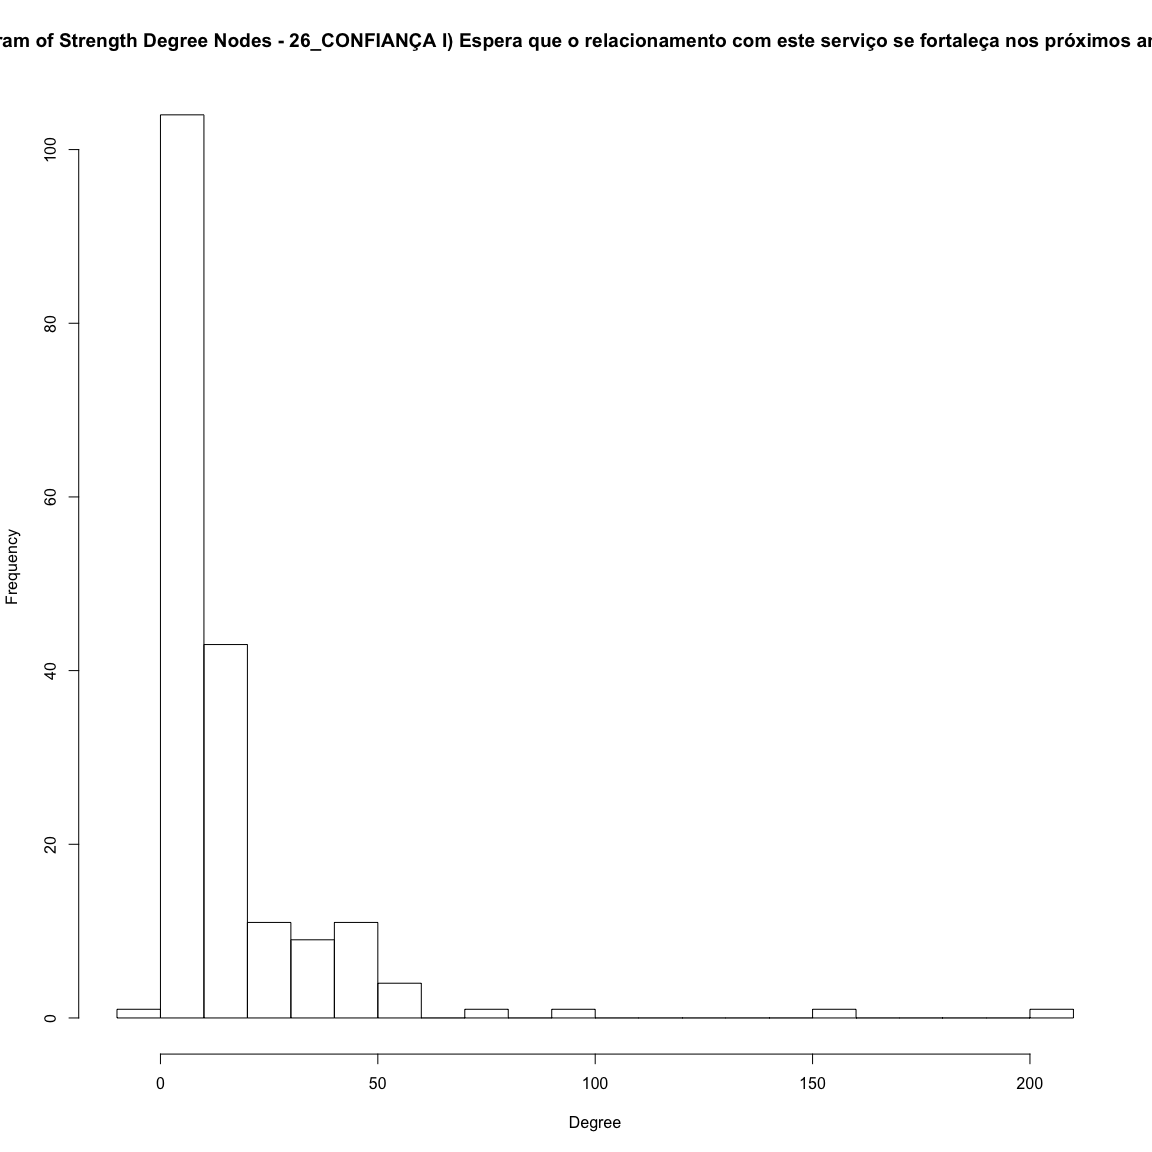 ram of Strength Degree Nodes - 26_CONFIANÇA I) Espera que o relacionamento com este serviço se fortaleça nos próximos ar
100
80
60
40
20
0
Frequency
0 50 100 150 200
Degree